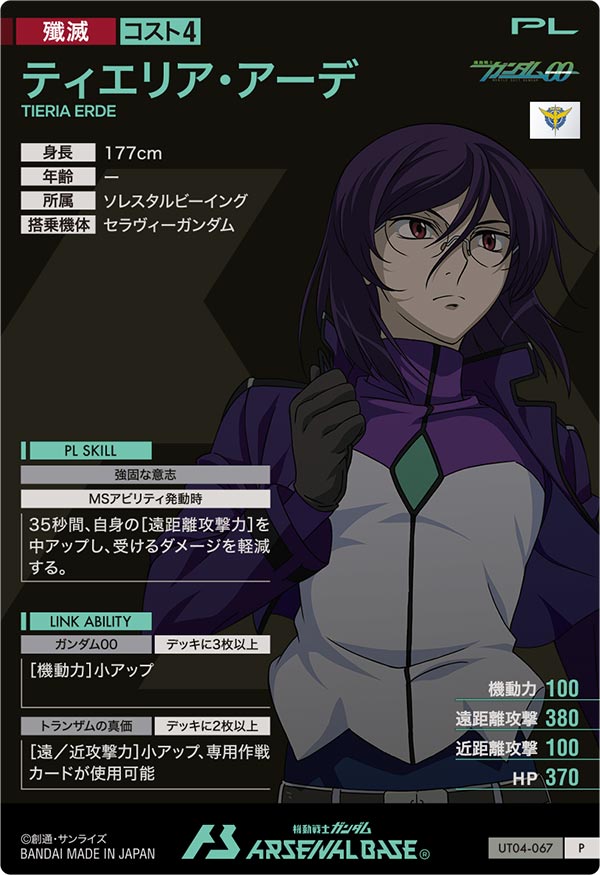 殲滅 コスト4 PL
ティエリア・アーデ
TIERIA ERDE
機動戦士
ガンダム00
身長 177cm
年齢 ー
所属 ソレスタルビーイング
搭乗機体 セラヴィーガンダム
PL SKILL
強固な意志
MSアビリティ発動時
35秒間、自身の[遠距離攻撃力]を
中アップし、受けるダメージを軽減
する。
LINK ABILITY
ガンダム00 デッキに3枚以上
[機動力]小アップ
トランザムの真価 デッキに2枚以上
[遠／近攻撃力]小アップ、専用作戦
カードが使用可能
機動力 100
遠距離攻撃 380
近距離攻撃 100
HP 370
©創通・サンライズ
BANDAI MADE IN JAPAN
機動戦士ガンダム
ARSENAL BASE®
UT04-067 P